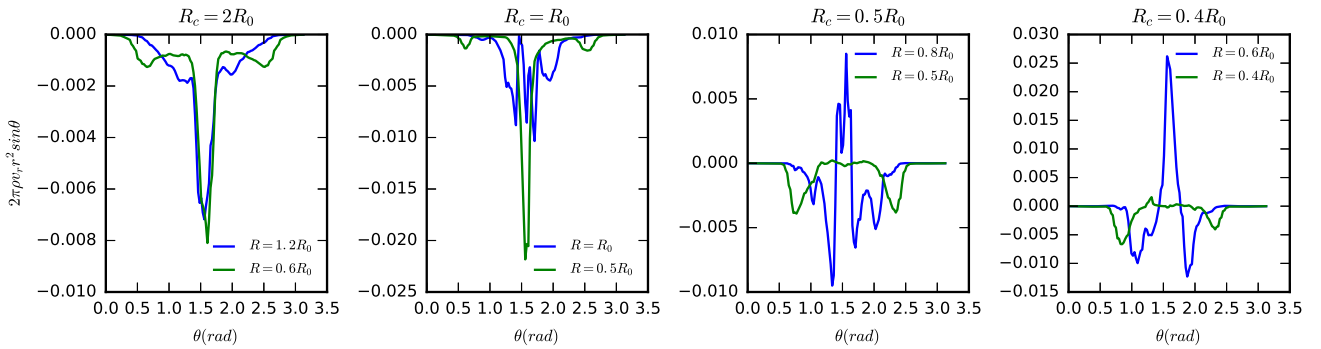 R_c = 2R_0
0.000
−0.002
−0.004
−0.006
−0.008
−0.010
2πρv_r r^2 sinθ
R = 1.2R_0
R = 0.6R_0
0.0 0.5 1.0 1.5 2.0 2.5 3.0 3.5
θ(rad)
R_c = R_0
0.000
−0.005
−0.010
−0.015
−0.020
−0.025
R = R_0
R = 0.5R_0
0.0 0.5 1.0 1.5 2.0 2.5 3.0 3.5
θ(rad)
R_c = 0.5R_0
0.010
0.005
0.000
−0.005
−0.010
R = 0.8R_0
R = 0.5R_0
0.0 0.5 1.0 1.5 2.0 2.5 3.0 3.5
θ(rad)
R_c = 0.4R_0
0.030
0.025
0.020
0.015
0.010
0.005
0.000
−0.005
−0.010
−0.015
R = 0.6R_0
R = 0.4R_0
0.0 0.5 1.0 1.5 2.0 2.5 3.0 3.5
θ(rad)